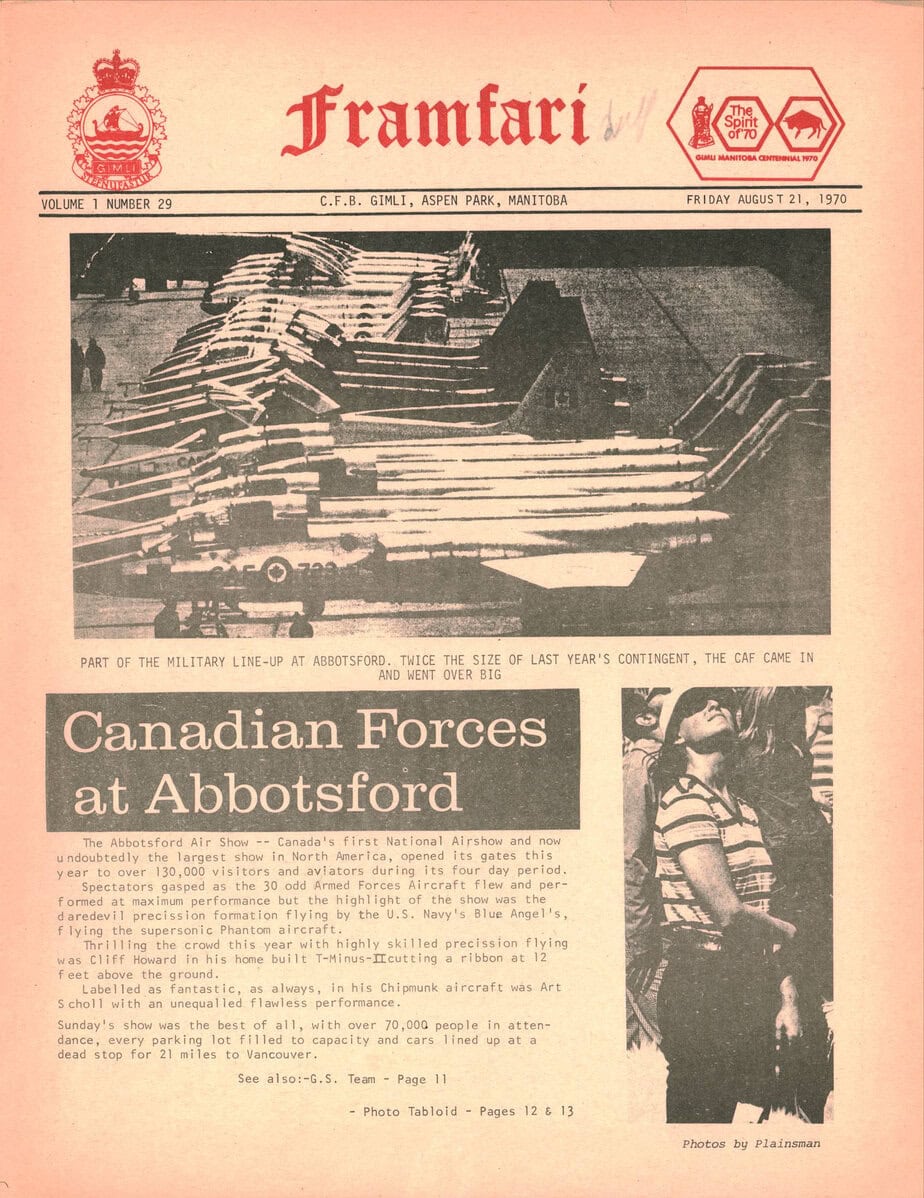 Framfari
GIMLI
The
Spirit
of '70
GIMLI MANITOBA CENTENNIAL 1970
VOLUME 1 NUMBER 29
C.F.B. GIMLI, ASPEN PARK, MANITOBA
FRIDAY AUGUST 21, 1970
CAF
PART OF THE MILITARY LINE-UP AT ABBOTSFORD. TWICE THE SIZE OF LAST YEAR'S CONTINGENT, THE CAF CAME IN
AND WENT OVER BIG
Canadian Forces
at Abbotsford
The Abbotsford Air Show -- Canada's first National Airshow and now
undoubtedly the largest show in North America, opened its gates this
year to over 130,000 visitors and aviators during its four day period.
Spectators gasped as the 30 odd Armed Forces Aircraft flew and per-
formed at maximum performance but the highlight of the show was the
daredevil precision formation flying by the U.S. Navy's Blue Angel's,
flying the supersonic Phantom aircraft.
Thrilling the crowd this year with highly skilled precission flying
was Cliff Howard in his home built T-Minus-II cutting a ribbon at 12
feet above the ground.
Labelled as fantastic, as always, in his Chipmunk aircraft was Art
Scholl with an unequalled flawless performance.
Sunday's show was the best of all, with over 70,000 people in atten-
dance, every parking lot filled to capacity and cars lined up at a
dead stop for 21 miles to Vancouver.
See also:-G.S. Team - Page 11
- Photo Tabloid - Pages 12 & 13
Photos by Plainsman